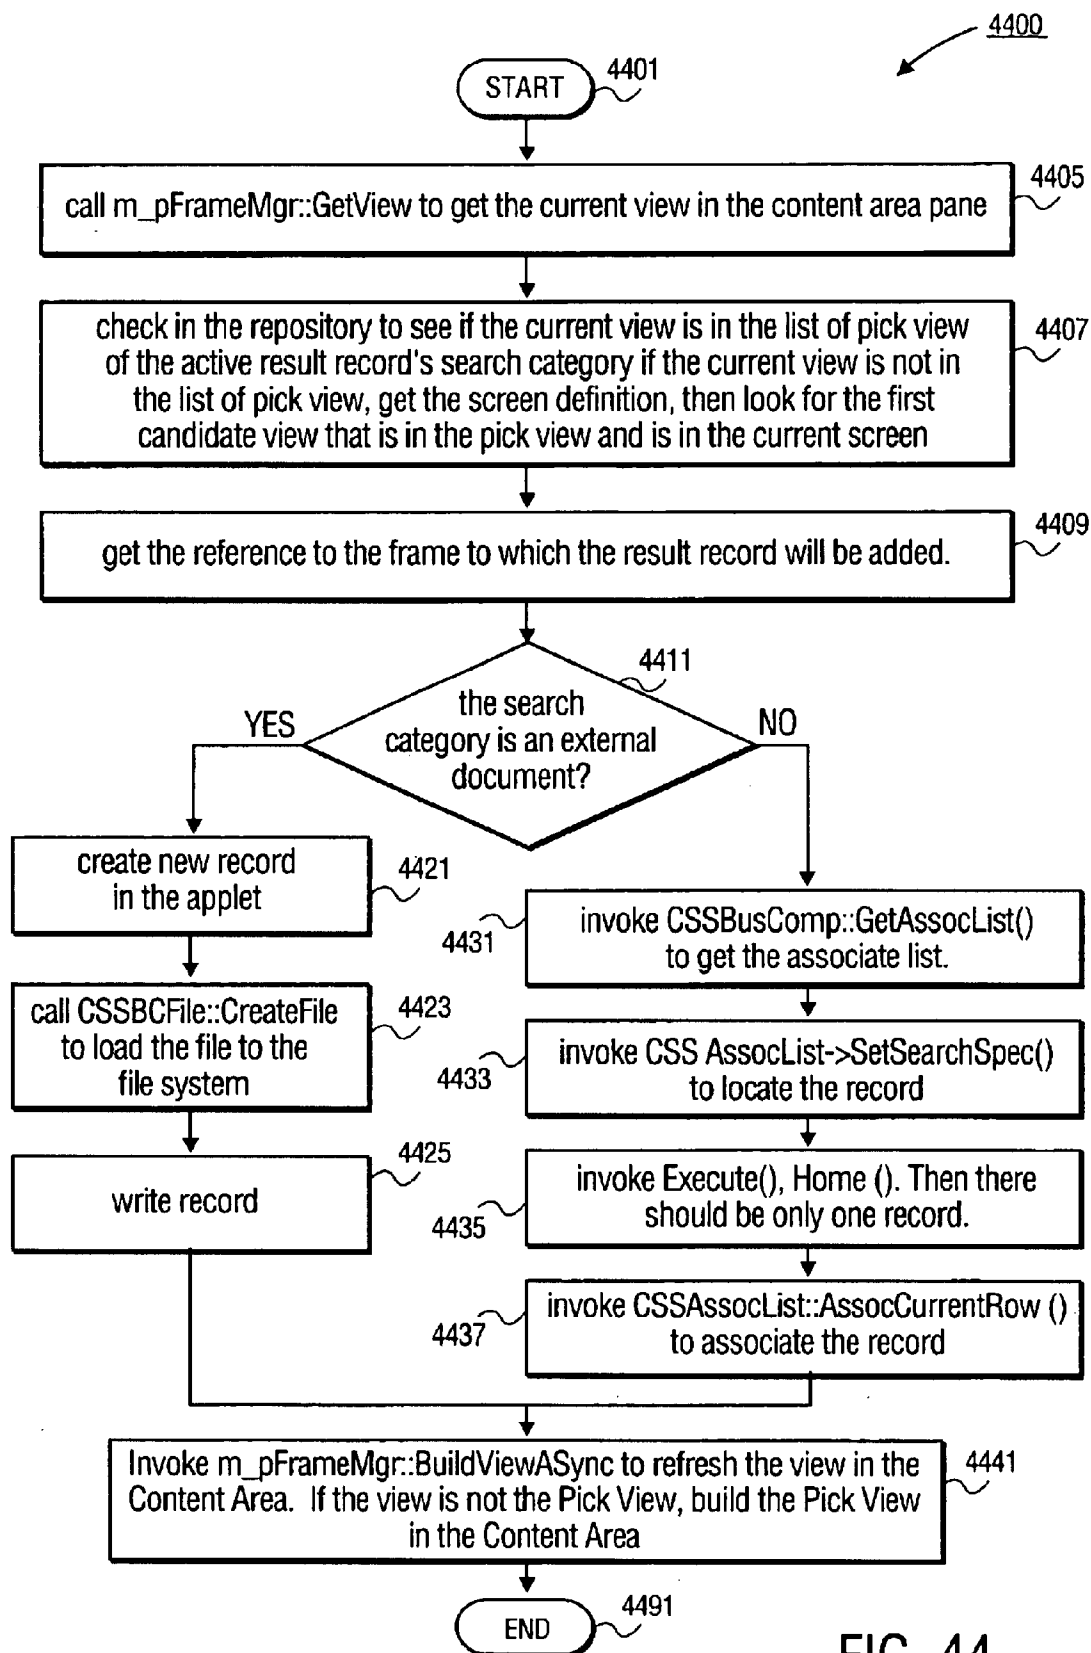 4400
START
4401
call m_pFrameMgr::GetView to get the current view in the content area pane
4405
check in the repository to see if the current view is in the list of pick view
of the active result record's search category if the current view is not in
the list of pick view, get the screen definition, then look for the first
candidate view that is in the pick view and is in the current screen
4407
get the reference to the frame to which the result record will be added.
4409
4411
the search
category is an external
document?
YES
NO
create new record
in the applet
4421
call CSSBCFile::CreateFile
to load the file to the
file system
4423
write record
4425
invoke CSSBusComp::GetAssocList()
to get the associate list.
4431
invoke CSS AssocList->SetSearchSpec()
to locate the record
4433
invoke Execute(), Home (). Then there
should be only one record.
4435
invoke CSSAssocList::AssocCurrentRow ()
to associate the record
4437
Invoke m_pFrameMgr::BuildViewASync to refresh the view in the
Content Area. If the view is not the Pick View, build the Pick View
in the Content Area
4441
END
4491
FIG. 44